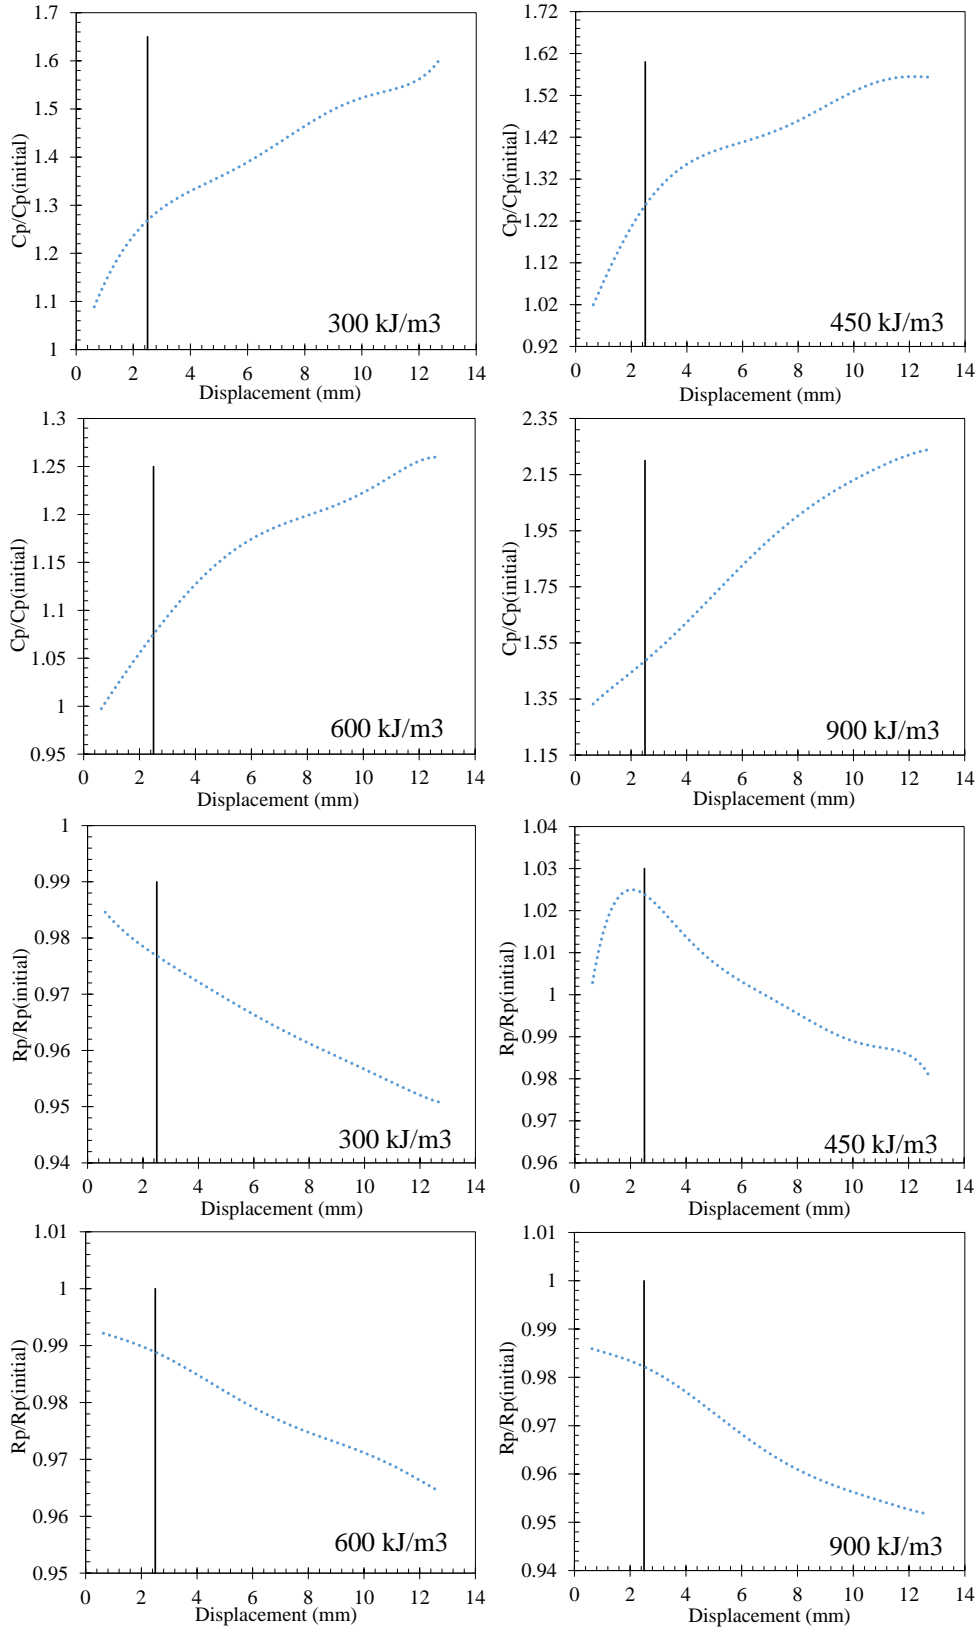 1.7
1.6
1.5
1.4
1.3
1.2
1.1
1
0 2 4 6 8 10 12 14
Cp/Cp(initial)
Displacement (mm)
300 kJ/m3
1.72
1.62
1.52
1.42
1.32
1.22
1.12
1.02
0.92
0 2 4 6 8 10 12 14
Cp/Cp(initial)
Displacement (mm)
450 kJ/m3
1.3
1.25
1.2
1.15
1.1
1.05
1
0.95
0 2 4 6 8 10 12 14
Cp/Cp(initial)
Displacement (mm)
600 kJ/m3
2.35
2.15
1.95
1.75
1.55
1.35
1.15
0 2 4 6 8 10 12 14
Cp/Cp(initial)
Displacement (mm)
900 kJ/m3
1
0.99
0.98
0.97
0.96
0.95
0.94
0 2 4 6 8 10 12 14
Rp/Rp(initial)
Displacement (mm)
300 kJ/m3
1.04
1.03
1.02
1.01
1
0.99
0.98
0.97
0.96
0 2 4 6 8 10 12 14
Rp/Rp(initial)
Displacement (mm)
450 kJ/m3
1.01
1
0.99
0.98
0.97
0.96
0.95
0 2 4 6 8 10 12 14
Rp/Rp(initial)
Displacement (mm)
600 kJ/m3
1.01
1
0.99
0.98
0.97
0.96
0.95
0.94
0 2 4 6 8 10 12 14
Rp/Rp(initial)
Displacement (mm)
900 kJ/m3